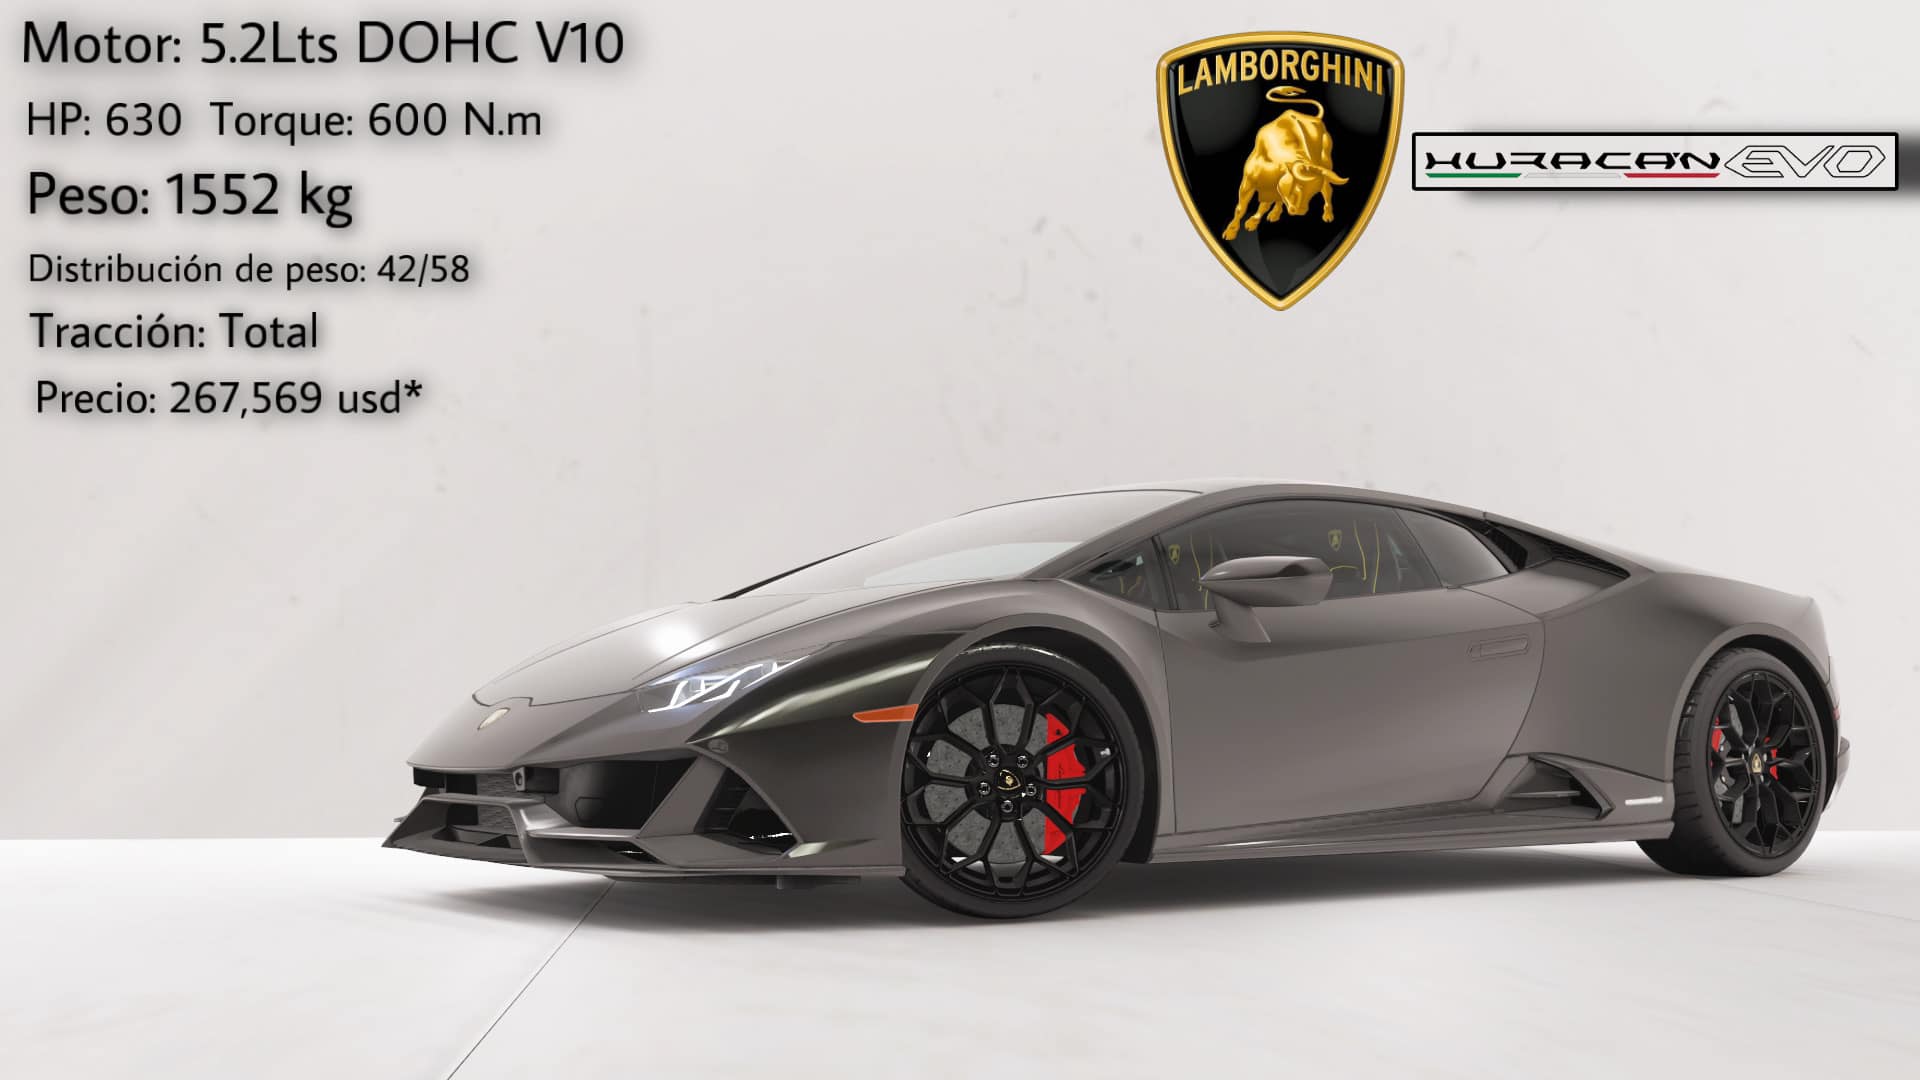 Motor: 5.2Lts DOHC V10
HP: 630 Torque: 600 N.m
Peso: 1552 kg
Distribución de peso: 42/58
Tracción: Total
Precio: 267,569 usd*
LAMBORGHINI
HURACÁN EVO